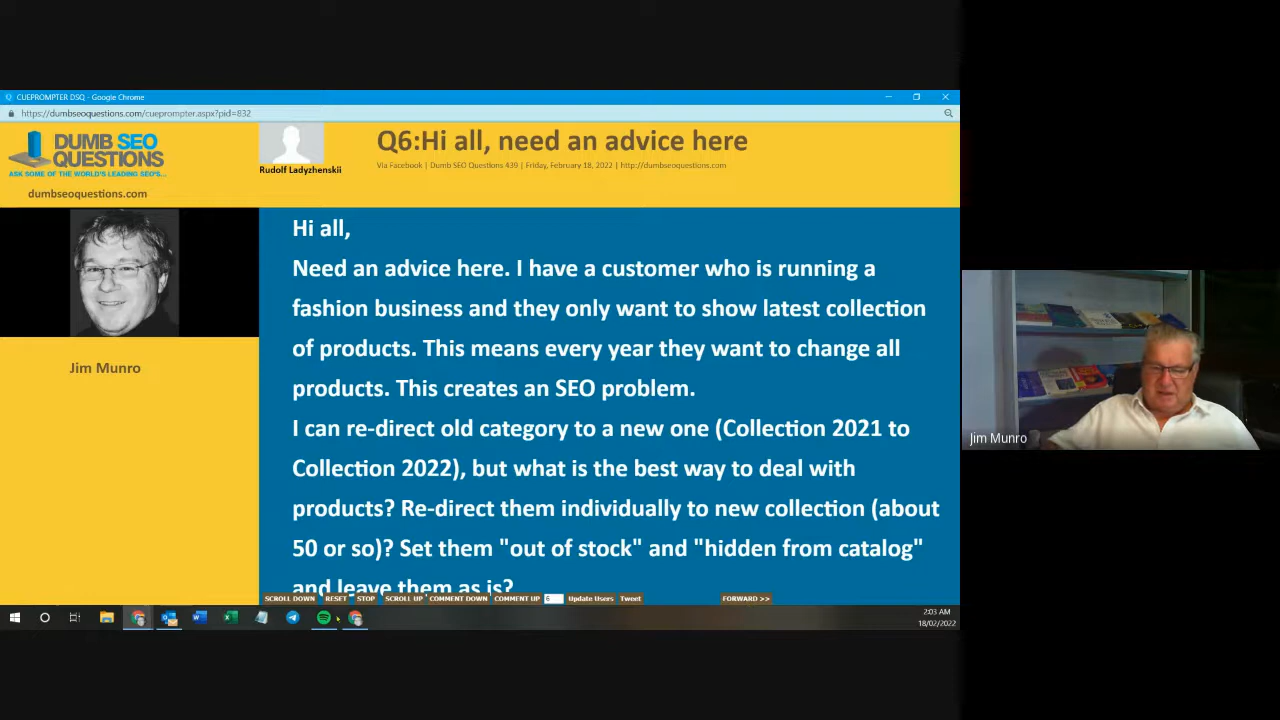 CUEPROMPTER DSQ - Google Chrome
https://dumbseoquestions.com/cueprompter.aspx?pid=832
DUMB SEO
QUESTIONS
ASK SOME OF THE WORLD'S LEADING SEO'S...
dumbseoquestions.com
Rudolf Ladyzhenskii
Q6:Hi all, need an advice here
Via Facebook | Dumb SEO Questions 439 | Friday, February 18, 2022 | http://dumbseoquestions.com
Jim Munro
Hi all,
Need an advice here. I have a customer who is running a
fashion business and they only want to show latest collection
of products. This means every year they want to change all
products. This creates an SEO problem.
I can re-direct old category to a new one (Collection 2021 to
Collection 2022), but what is the best way to deal with
products? Re-direct them individually to new collection (about
50 or so)? Set them "out of stock" and "hidden from catalog"
and leave them as is?
SCROLL DOWN RESET STOP SCROLL UP COMMENT DOWN COMMENT UP 6 Update Users Tweet FORWARD >>
2:03 AM
18/02/2022
Jim Munro